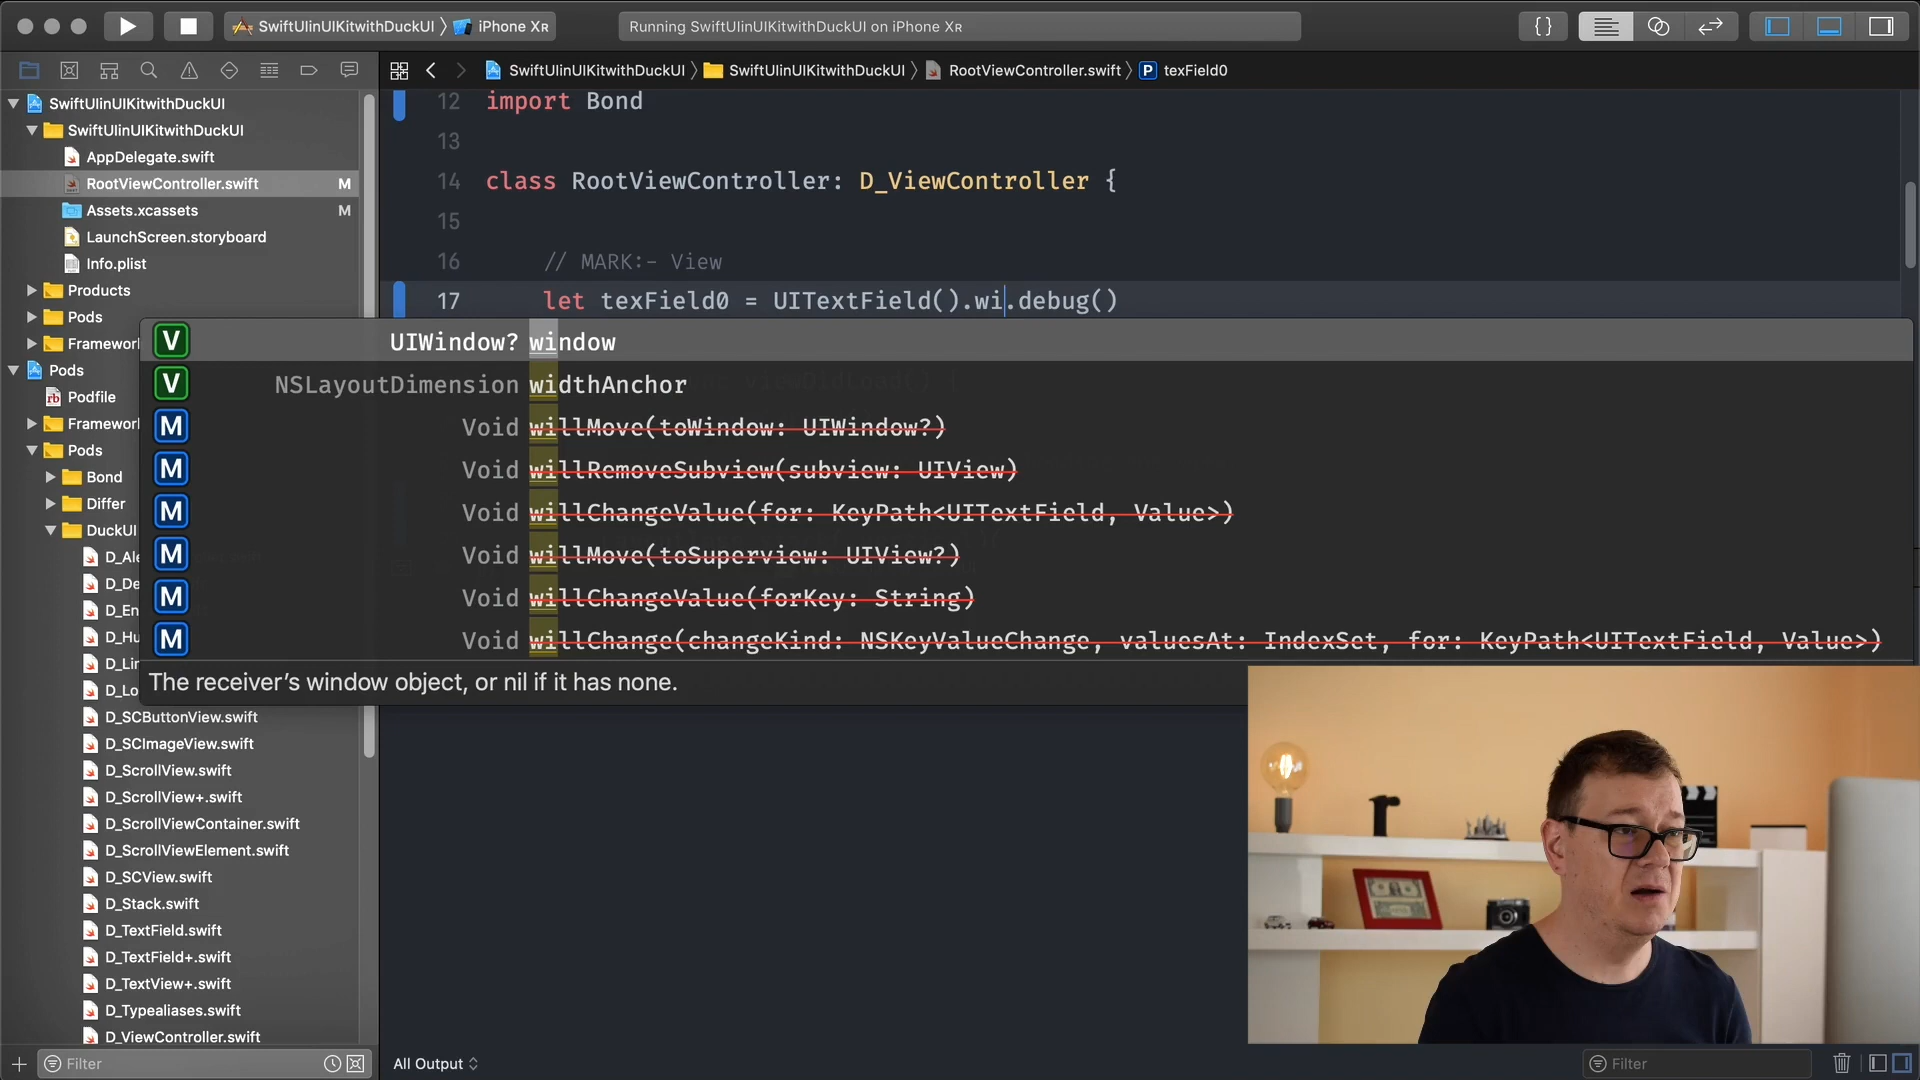 SwiftUIinUIKitwithDuckUI
iPhone XR
Running SwiftUIinUIKitwithDuckUI on iPhone XR
SwiftUIinUIKitwithDuckUI
SwiftUIinUIKitwithDuckUI
RootViewController.swift
P texField0
SwiftUIinUIKitwithDuckUI
SwiftUIinUIKitwithDuckUI
AppDelegate.swift
RootViewController.swift M
Assets.xcassets M
LaunchScreen.storyboard
Info.plist
Products
Pods
Pods
Podfile
Pods
Bond
Differ
DuckUI
D_SCButtonView.swift
D_SCImageView.swift
D_ScrollView.swift
D_ScrollView+.swift
D_ScrollViewContainer.swift
D_ScrollViewElement.swift
D_SCView.swift
D_Stack.swift
D_TextField.swift
D_TextField+.swift
D_TextView+.swift
D_Typealiases.swift
D_ViewController.swift
Filter
12 import Bond
13
14 class RootViewController: D_ViewController {
15
16 // MARK:- View
17 let texField0 = UITextField().wi.debug()
V UIWindow? window
V NSLayoutDimension widthAnchor
M Void willMove(toWindow: UIWindow?)
M Void willRemoveSubview(subview: UIView)
M Void willChangeValue(for: KeyPath<UITextField, Value>)
M Void willMove(toSuperview: UIView?)
M Void willChangeValue(forKey: String)
M Void willChange(changeKind: NSKeyValueChange, valuesAt: IndexSet, for: KeyPath<UITextField, Value>)
The receiver's window object, or nil if it has none.
All Output
Filter